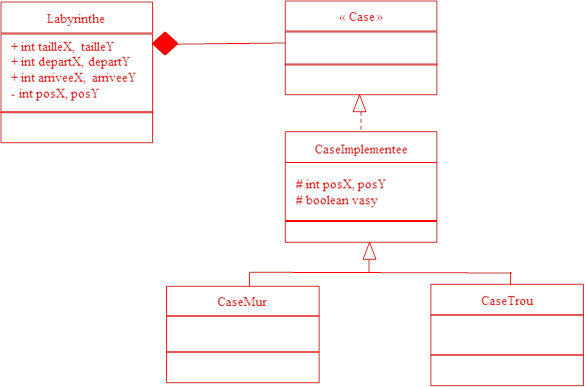 Labyrinthe
+ int tailleX, tailleY
+ int departX, departY
+ int arriveeX, arriveeY
- int posX, posY
« Case »
CaseImplementee
# int posX, posY
# boolean vasy
CaseMur
CaseTrou